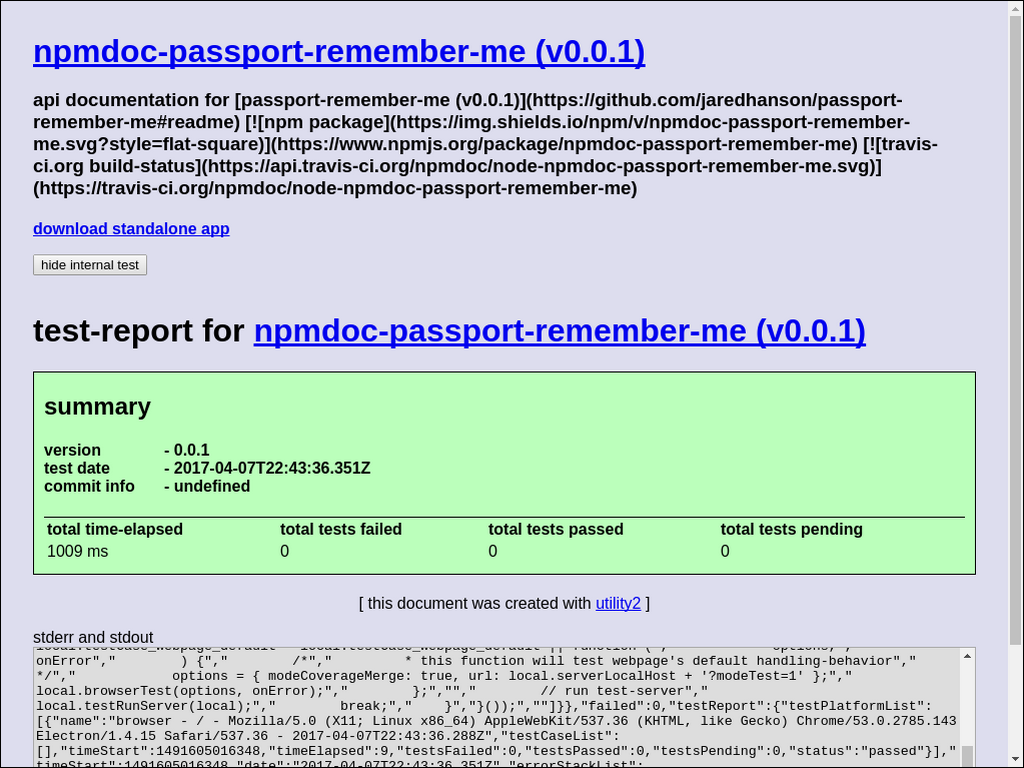 npmdoc-passport-remember-me (v0.0.1)
api documentation for [passport-remember-me (v0.0.1)](https://github.com/jaredhanson/passport-
remember-me#readme) [![npm package](https://img.shields.io/npm/v/npmdoc-passport-remember-
me.svg?style=flat-square)](https://www.npmjs.org/package/npmdoc-passport-remember-me) [![travis-
ci.org build-status](https://api.travis-ci.org/npmdoc/node-npmdoc-passport-remember-me.svg)]
(https://travis-ci.org/npmdoc/node-npmdoc-passport-remember-me)
download standalone app
hide internal test
test-report for npmdoc-passport-remember-me (v0.0.1)
summary
version - 0.0.1
test date - 2017-04-07T22:43:36.351Z
commit info - undefined
total time-elapsed total tests failed total tests passed total tests pending
1009 ms 0 0 0
[ this document was created with utility2 ]
stderr and stdout
onError","        ) {","        /*","         * this function will test webpage's default handling-behavior","
*/","            options = { modeCoverageMerge: true, url: local.serverLocalHost + '?modeTest=1' };","
local.browserTest(options, onError);","        };","","        // run test-server","
local.testRunServer(local);","        break;","    }","}());",""]}},"failed":0,"testReport":{"testPlatformList":
[{"name":"browser - / - Mozilla/5.0 (X11; Linux x86_64) AppleWebKit/537.36 (KHTML, like Gecko) Chrome/53.0.2785.143
Electron/1.4.15 Safari/537.36 - 2017-04-07T22:43:36.288Z","testCaseList":
[],"timeStart":1491605016348,"timeElapsed":9,"testsFailed":0,"testsPassed":0,"testsPending":0,"status":"passed"}],"
timeStart":1491605016348,"date":"2017-04-07T22:43:36.351Z","errorStackList":